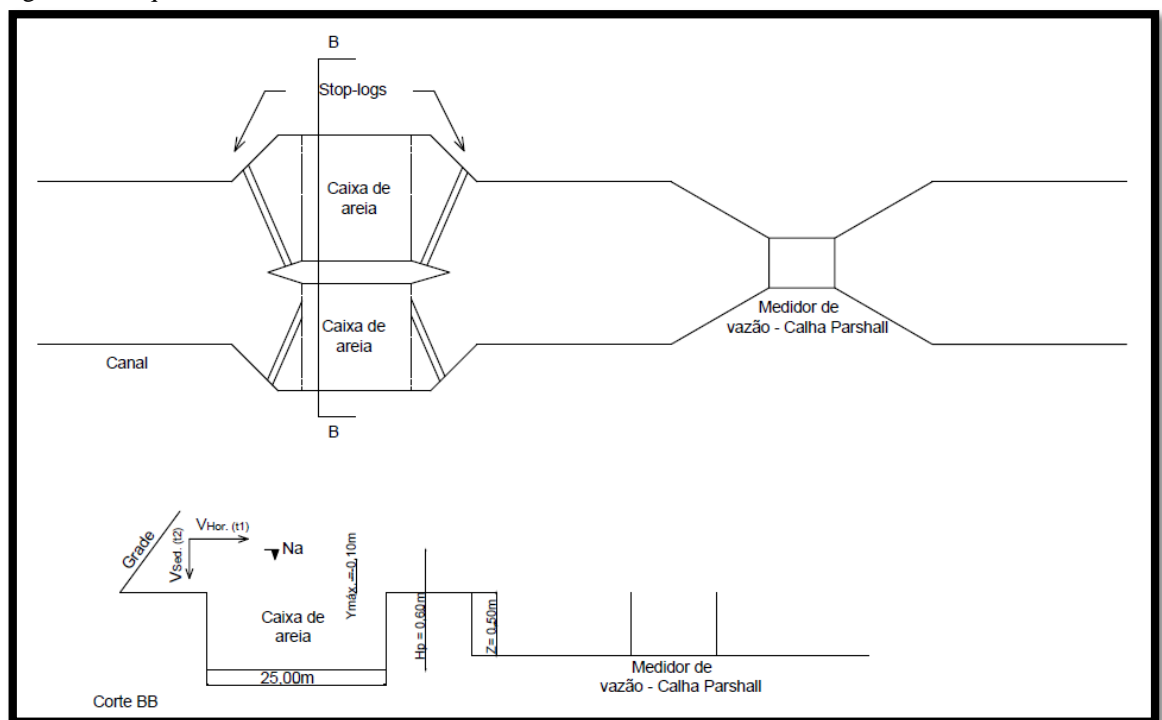 B
Stop-logs
Caixa de
areia
Caixa de
areia
Canal
B
Medidor de
vazão - Calha Parshall
Grade
VHor. (t1)
Vsed. (t2)
Na
Ymáx.=-0,10m
Caixa de
areia
Hp = 0,60m
Z= 0,50m
25,00m
Medidor de
vazão - Calha Parshall
Corte BB